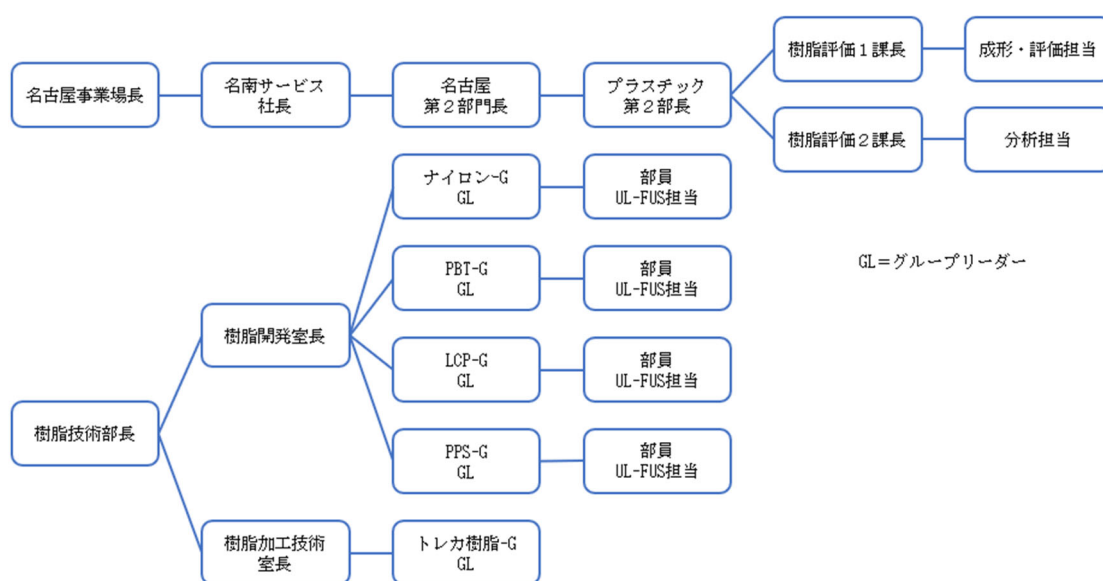 名古屋事業場長
名南サービス
社長
名古屋
第２部門長
プラスチック
第２部長
樹脂評価１課長
成形・評価担当
樹脂評価２課長
分析担当
GL＝グループリーダー
樹脂技術部長
樹脂開発室長
ナイロン-G
GL
部員
UL-FUS担当
PBT-G
GL
部員
UL-FUS担当
LCP-G
GL
部員
UL-FUS担当
PPS-G
GL
部員
UL-FUS担当
樹脂加工技術
室長
トレカ樹脂-G
GL